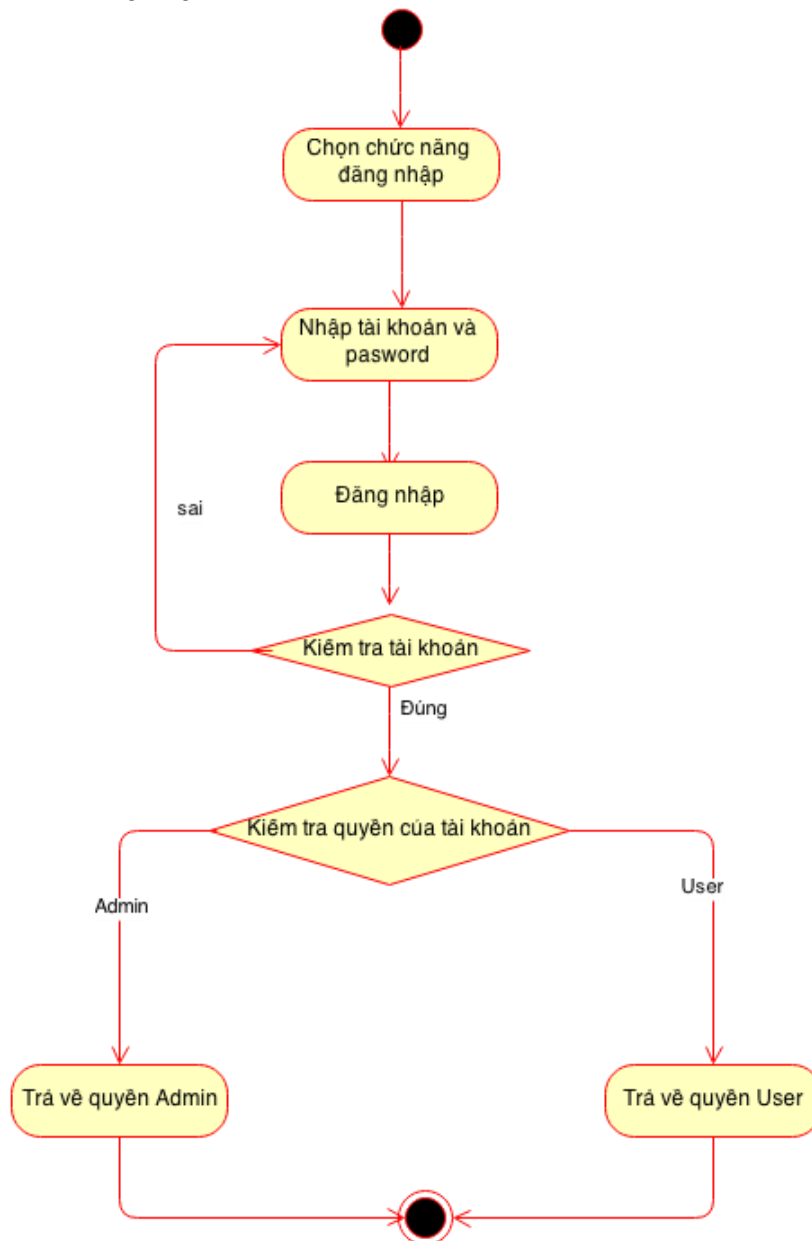 Chọn chức năng
đăng nhập
Nhập tài khoản và
pasword
Đăng nhập
sai
Kiểm tra tài khoản
Đúng
Kiểm tra quyền của tài khoản
Admin
User
Trả về quyền Admin
Trả về quyền User